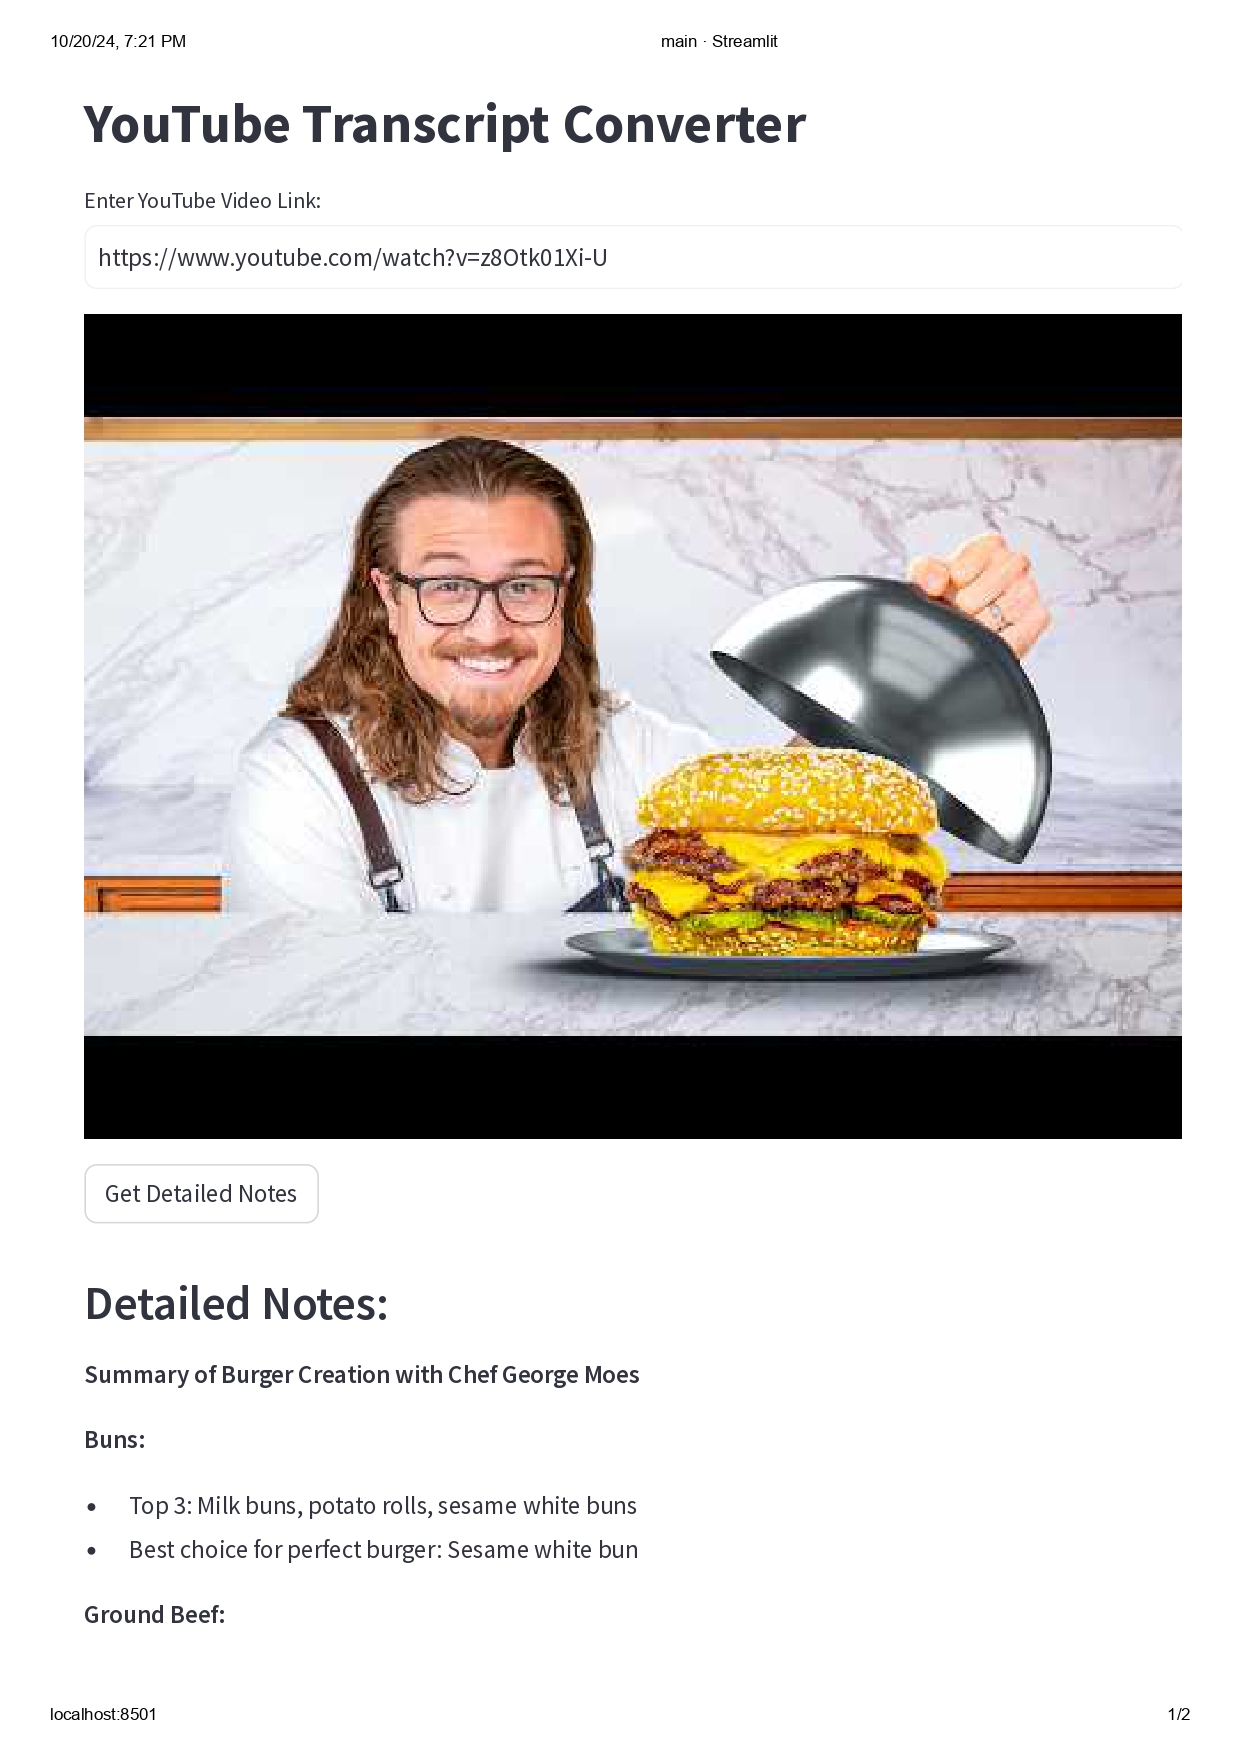 10/20/24, 7:21 PM
main · Streamlit
YouTube Transcript Converter
Enter YouTube Video Link:
https://www.youtube.com/watch?v=z8Otk01Xi-U
Get Detailed Notes
Detailed Notes:
Summary of Burger Creation with Chef George Moes
Buns:
• Top 3: Milk buns, potato rolls, sesame white buns
• Best choice for perfect burger: Sesame white bun
Ground Beef:
localhost:8501
1/2